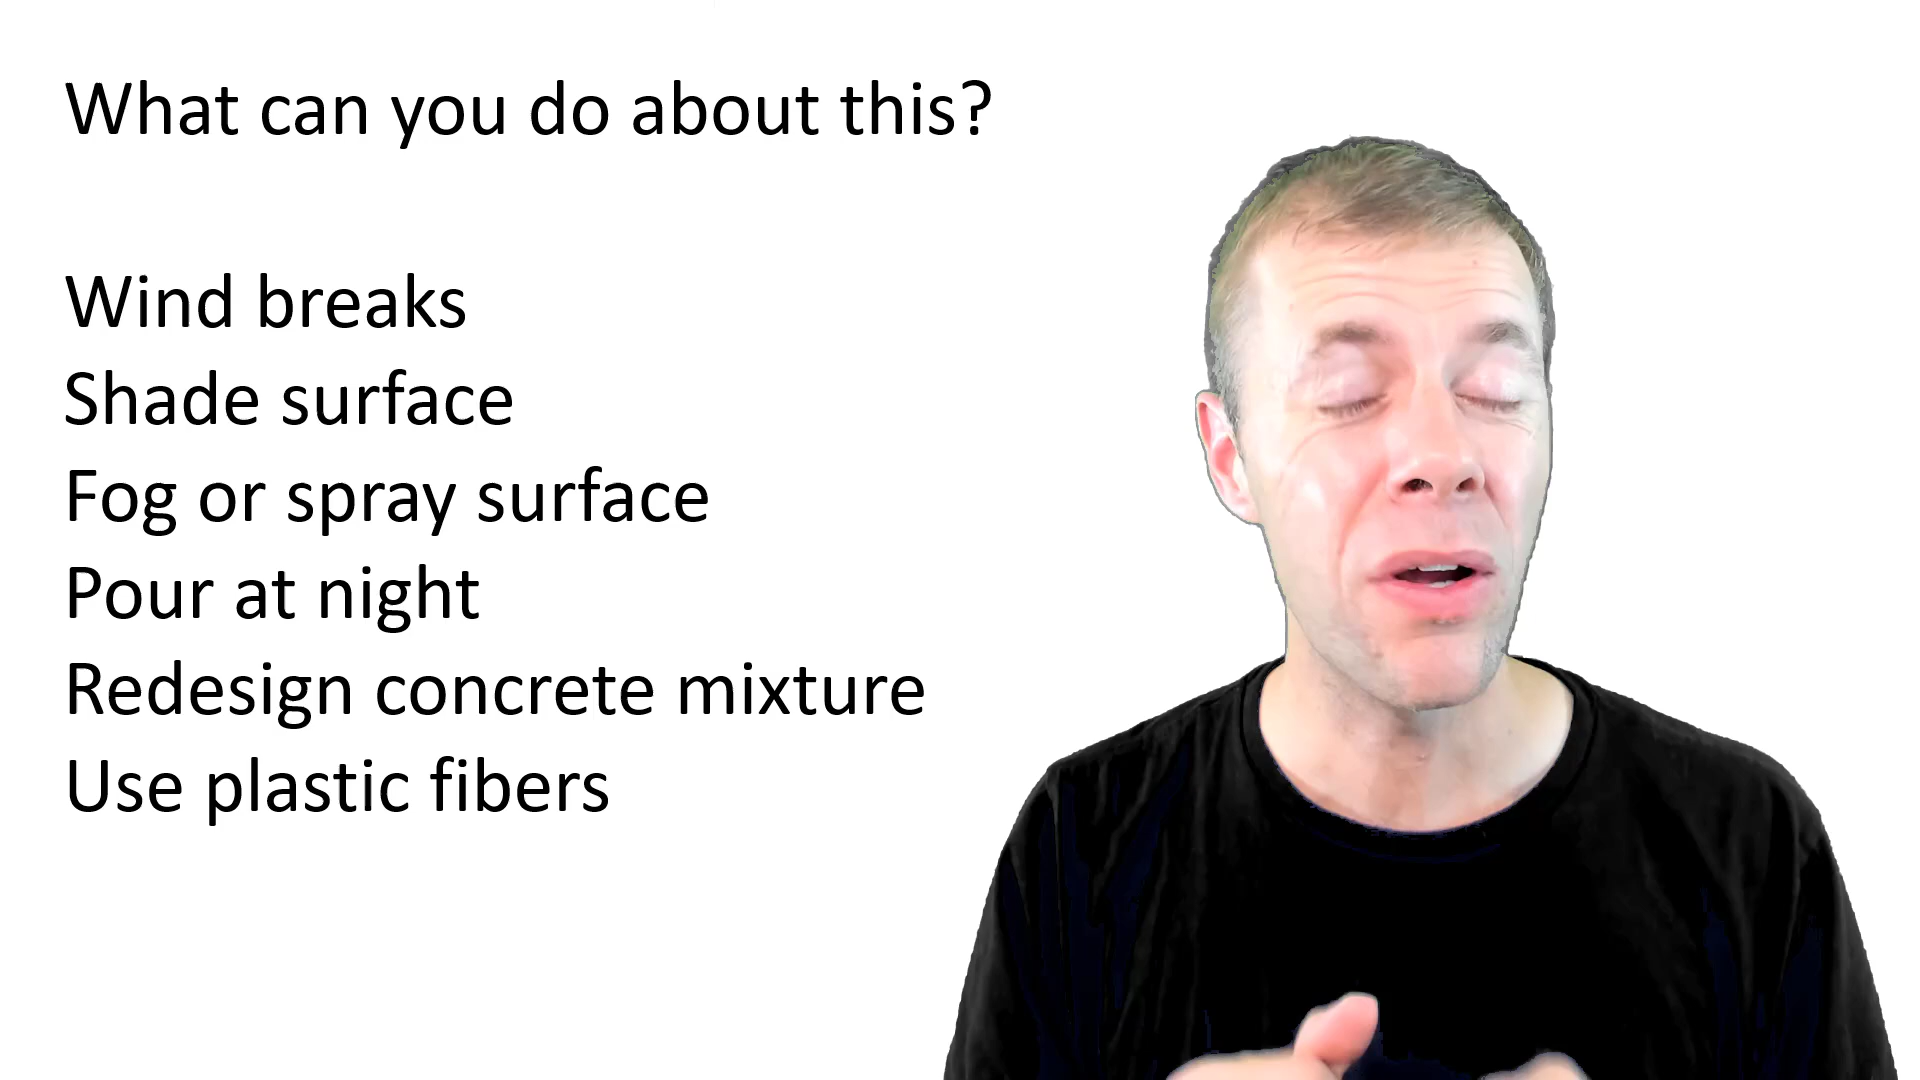 What can you do about this?
Wind breaks
Shade surface
Fog or spray surface
Pour at night
Redesign concrete mixture
Use plastic fibers